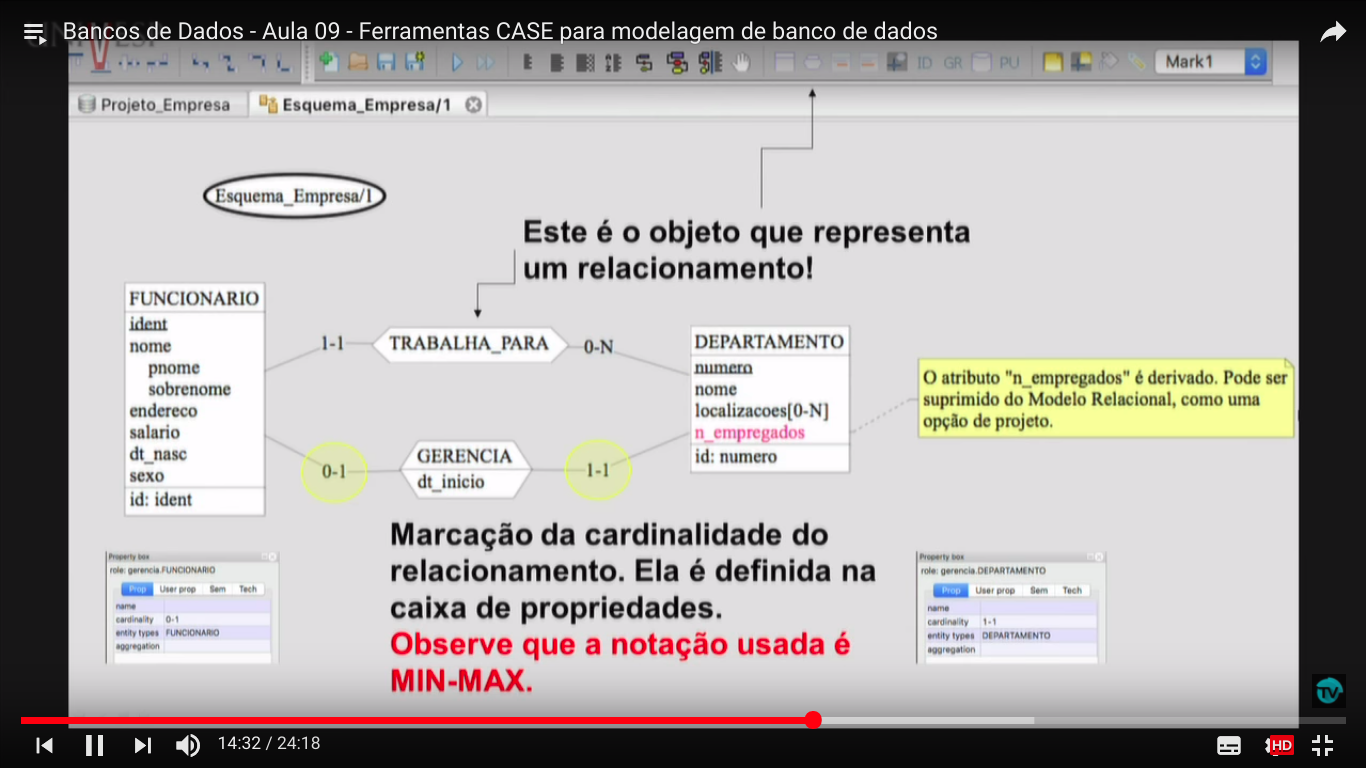 Bancos de Dados - Aula 09 - Ferramentas CASE para modelagem de banco de dados
ID GR PU Mark1
Projeto_Empresa
Esquema_Empresa/1
Esquema_Empresa/1
Este é o objeto que representa
um relacionamento!
FUNCIONARIO
ident
nome
pnome
sobrenome
endereco
salario
dt_nasc
sexo
id: ident
1-1
TRABALHA_PARA
0-N
0-1
GERENCIA
dt_inicio
1-1
DEPARTAMENTO
numero
nome
localizacoes[0-N]
n_empregados
id: numero
O atributo "n_empregados" é derivado. Pode ser
suprimido do Modelo Relacional, como uma
opção de projeto.
Marcação da cardinalidade do
relacionamento. Ela é definida na
caixa de propriedades.
Observe que a notação usada é
MIN-MAX.
Property box
role: gerencia.FUNCIONARIO
Prop User prop Sem Tech
name
cardinality 0-1
entity types FUNCIONARIO
aggregation
Property box
role: gerencia.DEPARTAMENTO
Prop User prop Sem Tech
name
cardinality 1-1
entity types DEPARTAMENTO
aggregation
TV
14:32 / 24:18
HD